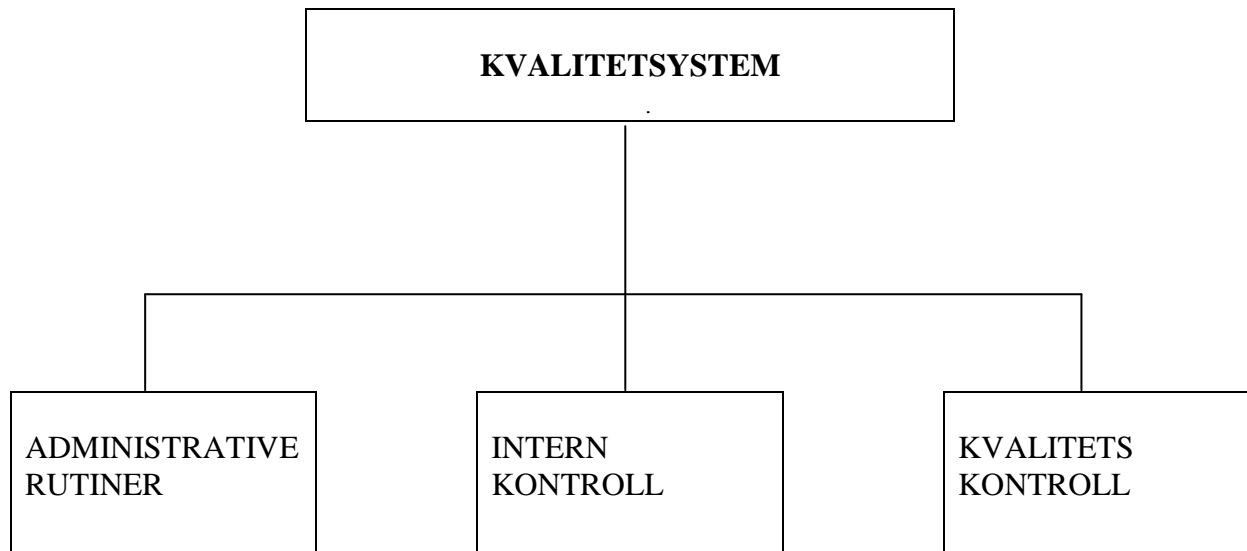 KVALITETSYSTEM
.
ADMINISTRATIVE
RUTINER
INTERN
KONTROLL
KVALITETS
KONTROLL